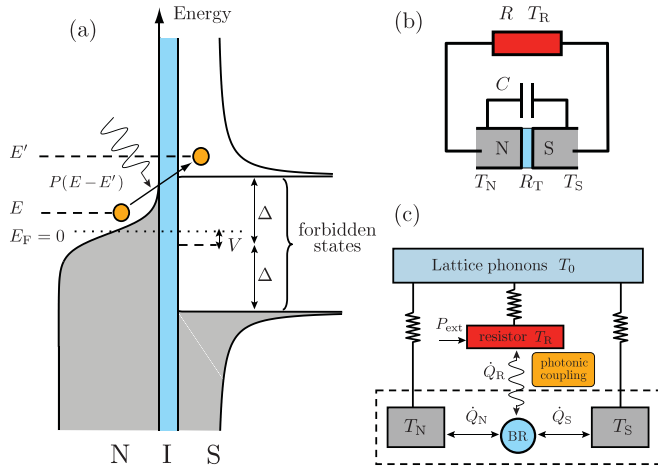 (a)
Energy
E′
P(E−E′)
E
E_F = 0
V
Δ
Δ
forbidden
states
N I S
(b)
R T_R
C
N S
T_N R_T T_S
(c)
Lattice phonons T_0
P_ext
resistor T_R
Q̇_R
photonic
coupling
T_N
Q̇_N
BR
Q̇_S
T_S